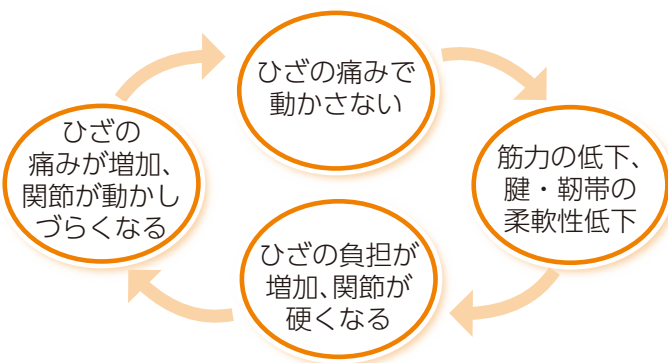 ひざの痛みで
動かさない
筋力の低下、
腱・靭帯の
柔軟性低下
ひざの負担が
増加、関節が
硬くなる
ひざの
痛みが増加、
関節が動かし
づらくなる